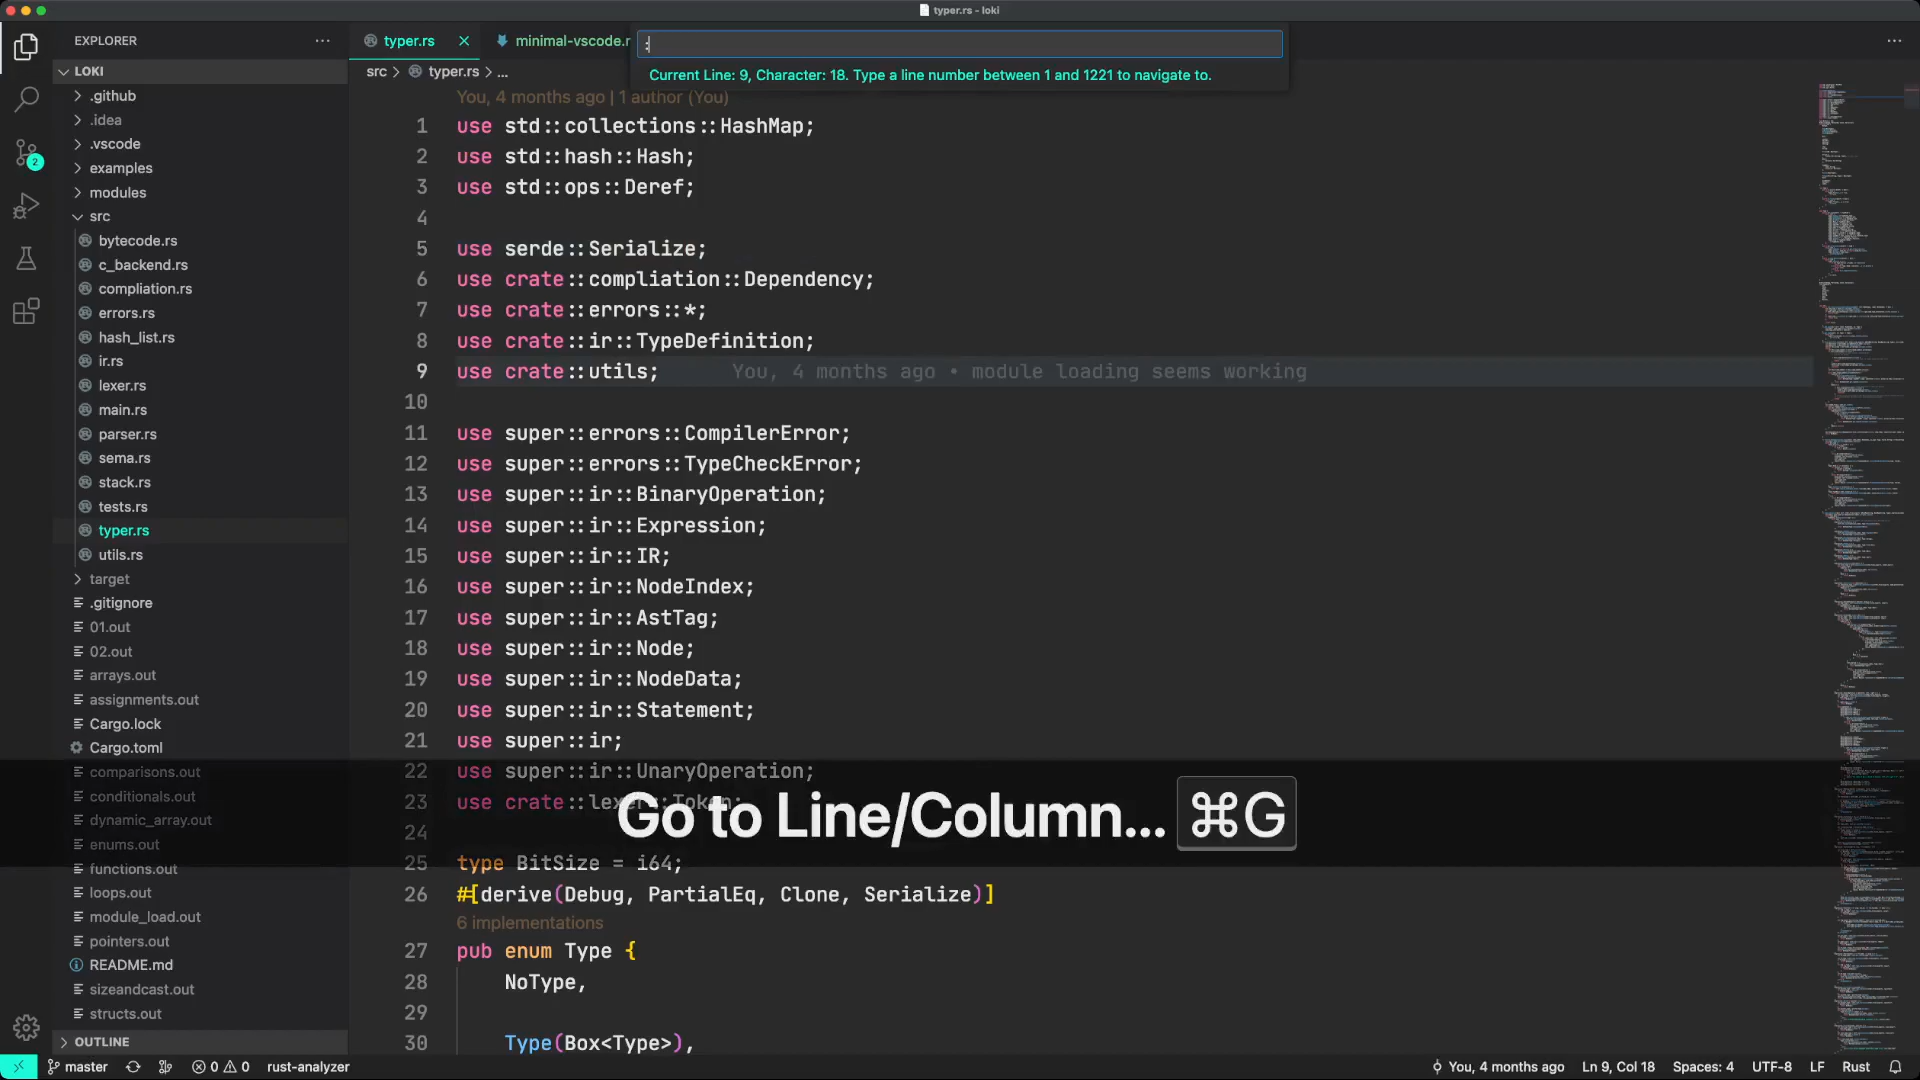 typer.rs - loki
EXPLORER
typer.rs
minimal-vscode.r
:
Current Line: 9, Character: 18. Type a line number between 1 and 1221 to navigate to.
LOKI
src > typer.rs > ...
.github
.idea
.vscode
examples
modules
src
bytecode.rs
c_backend.rs
compliation.rs
errors.rs
hash_list.rs
ir.rs
lexer.rs
main.rs
parser.rs
sema.rs
stack.rs
tests.rs
typer.rs
utils.rs
target
.gitignore
01.out
02.out
arrays.out
assignments.out
Cargo.lock
Cargo.toml
comparisons.out
conditionals.out
dynamic_array.out
enums.out
functions.out
loops.out
module_load.out
pointers.out
README.md
sizeandcast.out
structs.out
OUTLINE
2
You, 4 months ago | 1 author (You)
1 use std::collections::HashMap;
2 use std::hash::Hash;
3 use std::ops::Deref;
4
5 use serde::Serialize;
6 use crate::compliation::Dependency;
7 use crate::errors::*;
8 use crate::ir::TypeDefinition;
9 use crate::utils; You, 4 months ago • module loading seems working
10
11 use super::errors::CompilerError;
12 use super::errors::TypeCheckError;
13 use super::ir::BinaryOperation;
14 use super::ir::Expression;
15 use super::ir::IR;
16 use super::ir::NodeIndex;
17 use super::ir::AstTag;
18 use super::ir::Node;
19 use super::ir::NodeData;
20 use super::ir::Statement;
21 use super::ir;
22 use super::ir::UnaryOperation;
23 use crate::lexer::Token;
Go to Line/Column... ⌘G
24
25 type BitSize = i64;
26 #[derive(Debug, PartialEq, Clone, Serialize)]
6 implementations
27 pub enum Type {
28 NoType,
29
30 Type(Box<Type>),
master
0 0
rust-analyzer
You, 4 months ago
Ln 9, Col 18
Spaces: 4
UTF-8
LF
Rust